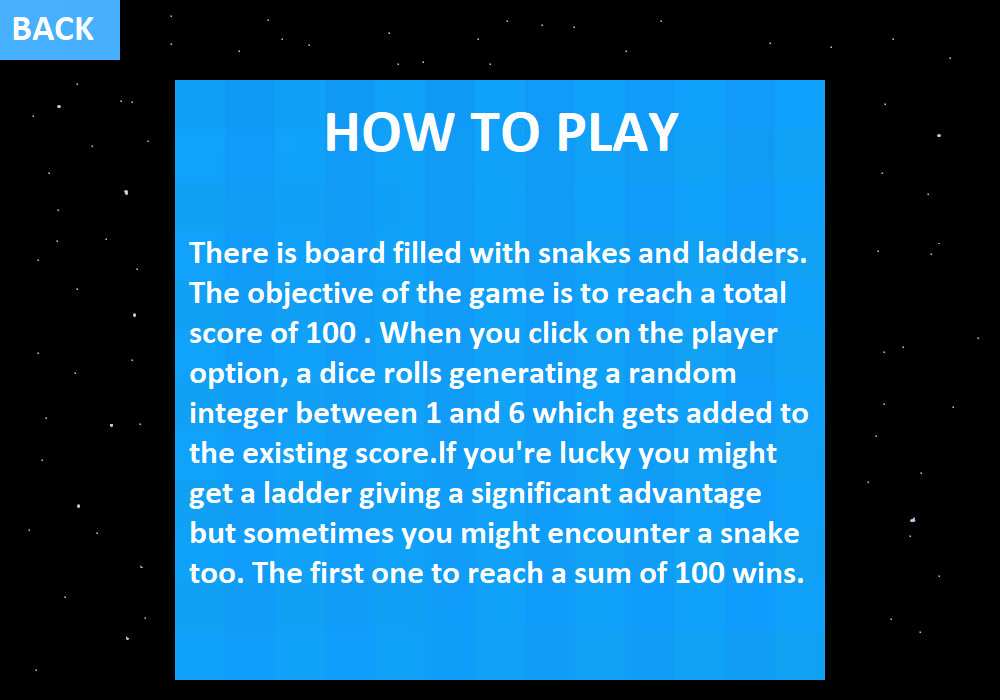 BACK
HOW TO PLAY
There is board filled with snakes and ladders.
The objective of the game is to reach a total
score of 100 . When you click on the player
option, a dice rolls generating a random
integer between 1 and 6 which gets added to
the existing score.If you're lucky you might
get a ladder giving a significant advantage
but sometimes you might encounter a snake
too. The first one to reach a sum of 100 wins.